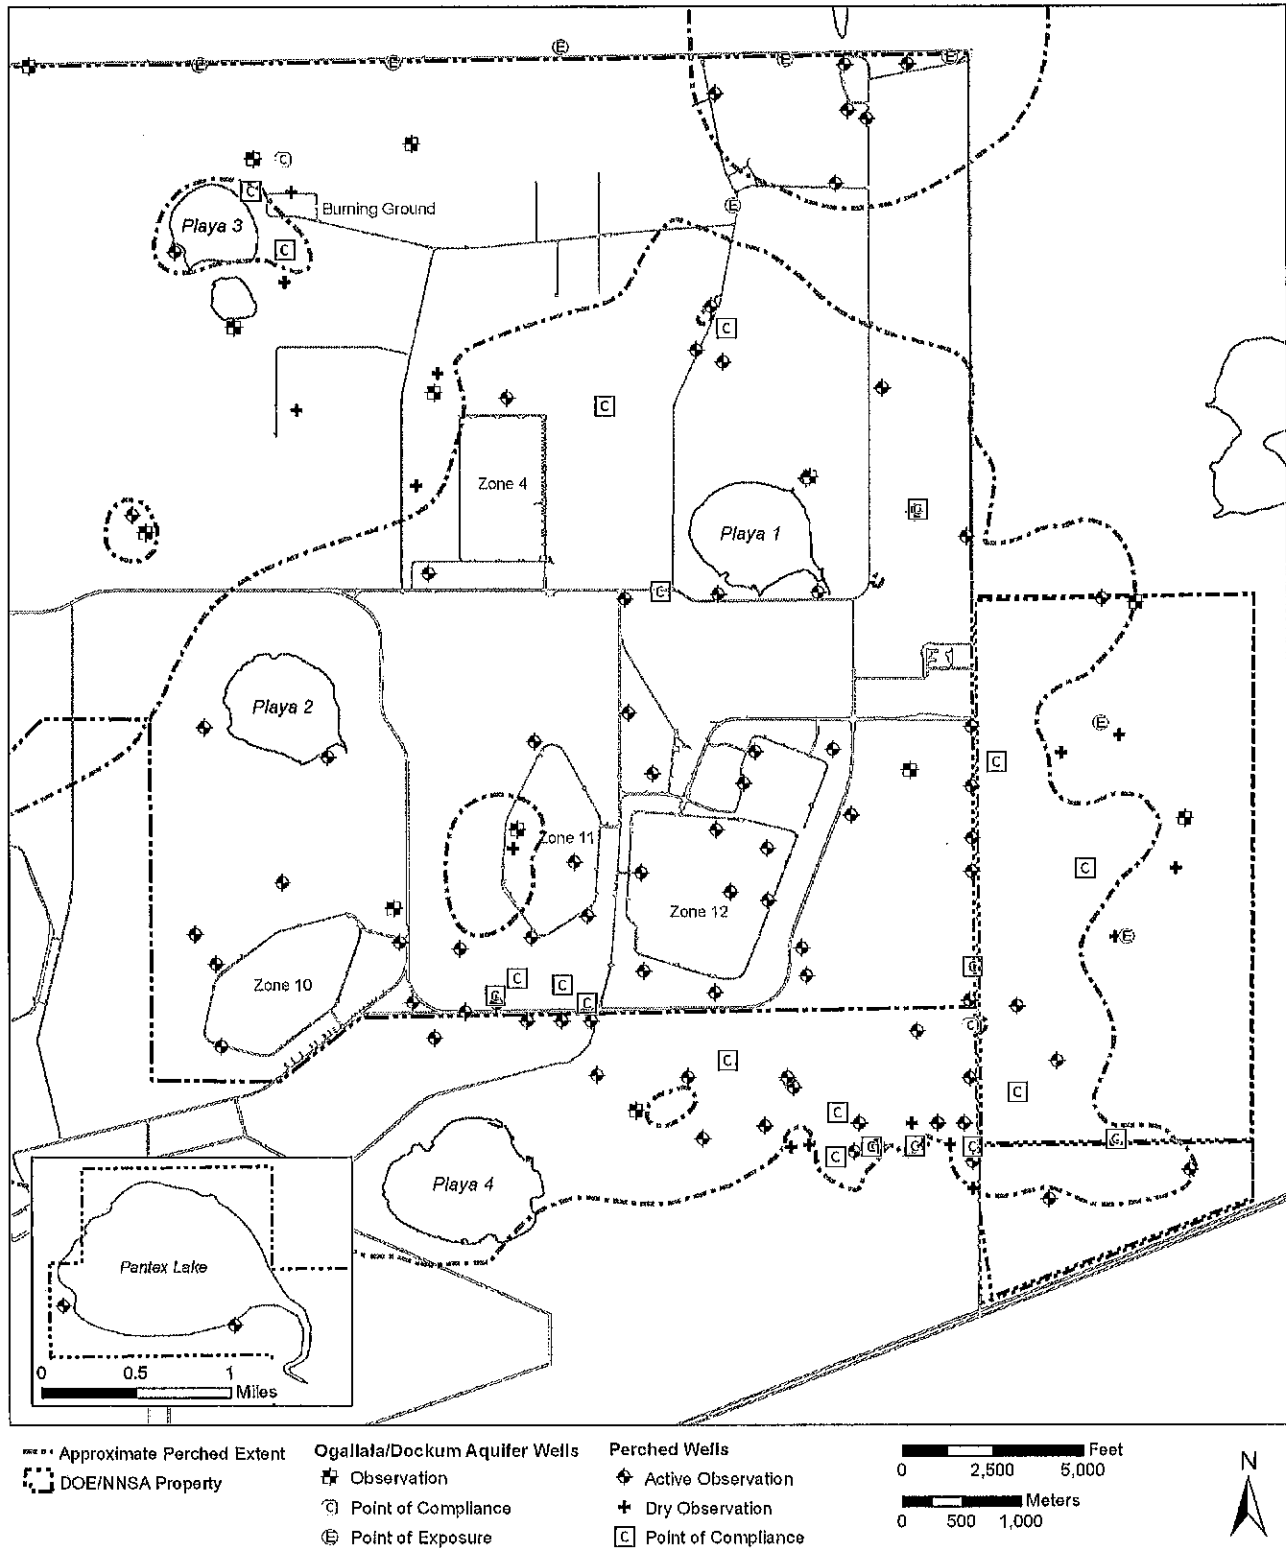 Playa 3
Burning Ground
Zone 4
Playa 1
Playa 2
Zone 11
Zone 12
Zone 10
Playa 4
Pantex Lake
0 0.5 1
Miles
Approximate Perched Extent
DOE/NNSA Property
Ogallala/Dockum Aquifer Wells
Observation
C Point of Compliance
E Point of Exposure
Perched Wells
Active Observation
Dry Observation
C Point of Compliance
Feet
0 2,500 5,000
Meters
0 500 1,000
N